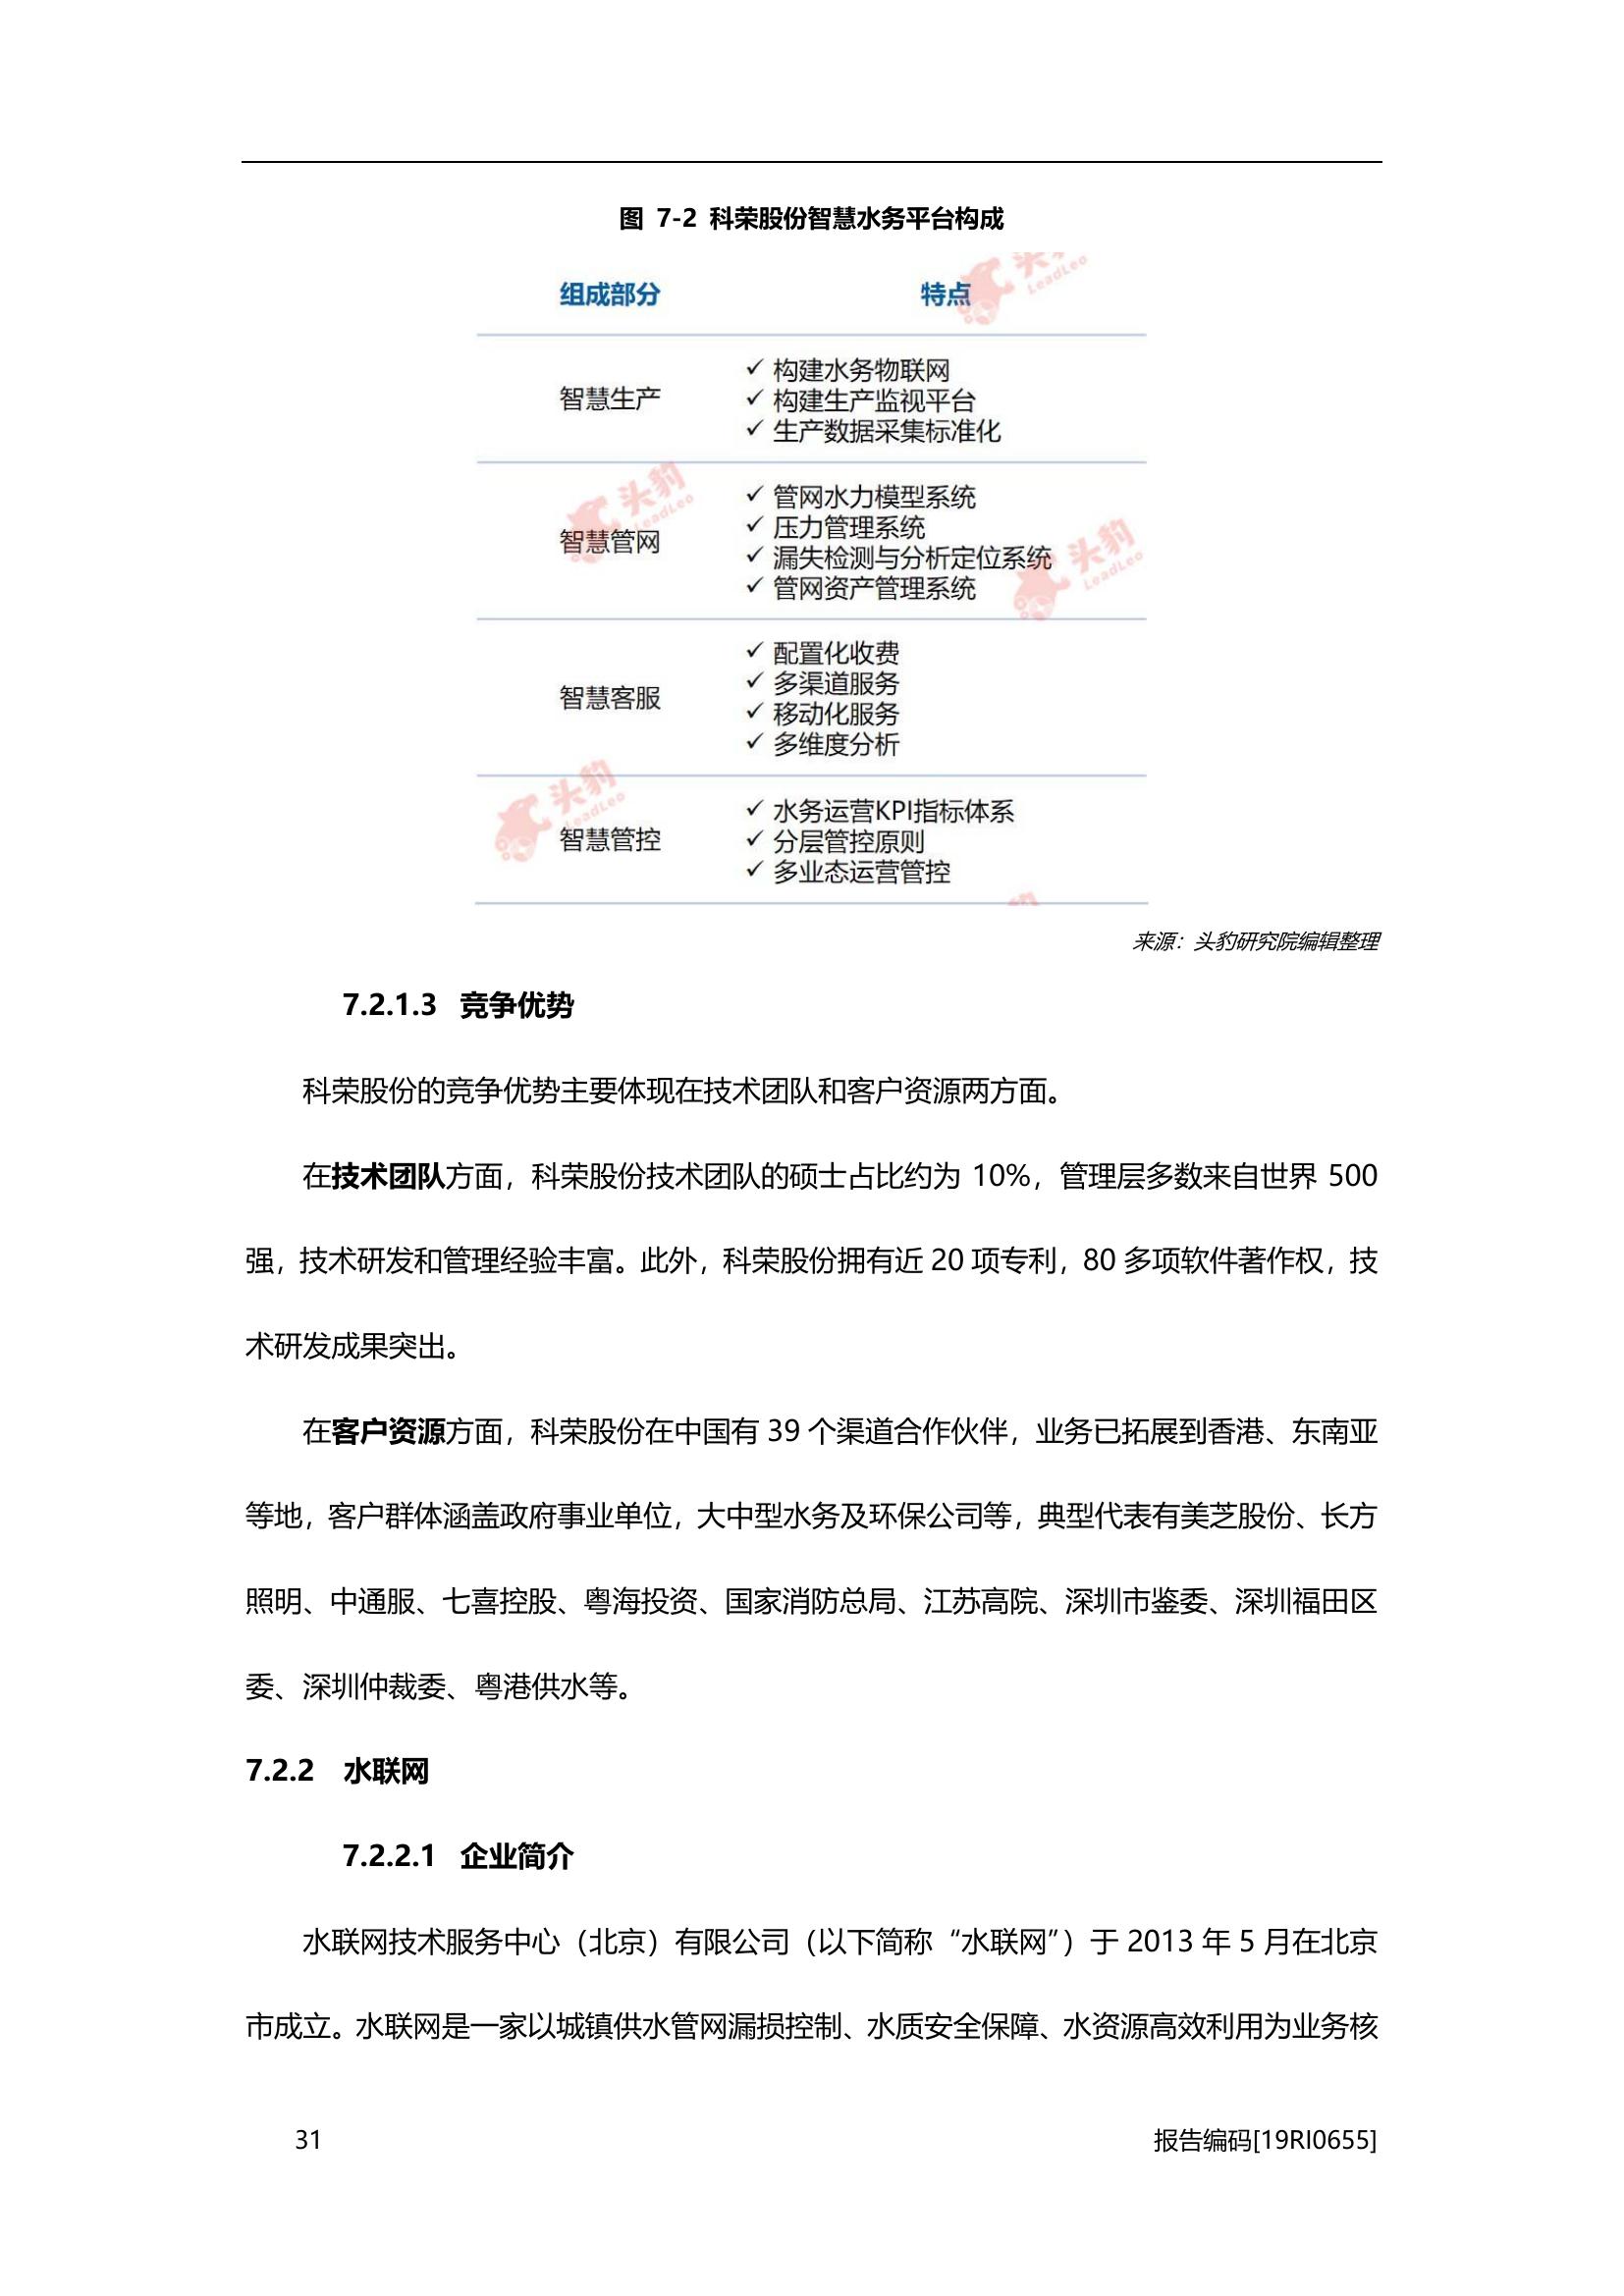 图 7-2 科荣股份智慧水务平台构成
组成部分 特点
智慧生产
✓ 构建水务物联网
✓ 构建生产监视平台
✓ 生产数据采集标准化
智慧管网
✓ 管网水力模型系统
✓ 压力管理系统
✓ 漏失检测与分析定位系统
✓ 管网资产管理系统
智慧客服
✓ 配置化收费
✓ 多渠道服务
✓ 移动化服务
✓ 多维度分析
智慧管控
✓ 水务运营KPI指标体系
✓ 分层管控原则
✓ 多业态运营管控
头豹
LeadLeo
头豹
LeadLeo
头豹
LeadLeo
头豹
LeadLeo
来源：头豹研究院编辑整理
7.2.1.3 竞争优势
科荣股份的竞争优势主要体现在技术团队和客户资源两方面。
在技术团队方面，科荣股份技术团队的硕士占比约为 10%，管理层多数来自世界 500
强，技术研发和管理经验丰富。此外，科荣股份拥有近 20 项专利，80 多项软件著作权，技
术研发成果突出。
在客户资源方面，科荣股份在中国有 39 个渠道合作伙伴，业务已拓展到香港、东南亚
等地，客户群体涵盖政府事业单位，大中型水务及环保公司等，典型代表有美芝股份、长方
照明、中通服、七喜控股、粤海投资、国家消防总局、江苏高院、深圳市鉴委、深圳福田区
委、深圳仲裁委、粤港供水等。
7.2.2 水联网
7.2.2.1 企业简介
水联网技术服务中心（北京）有限公司（以下简称“水联网”）于 2013 年 5 月在北京
市成立。水联网是一家以城镇供水管网漏损控制、水质安全保障、水资源高效利用为业务核
31 报告编码[19RI0655]